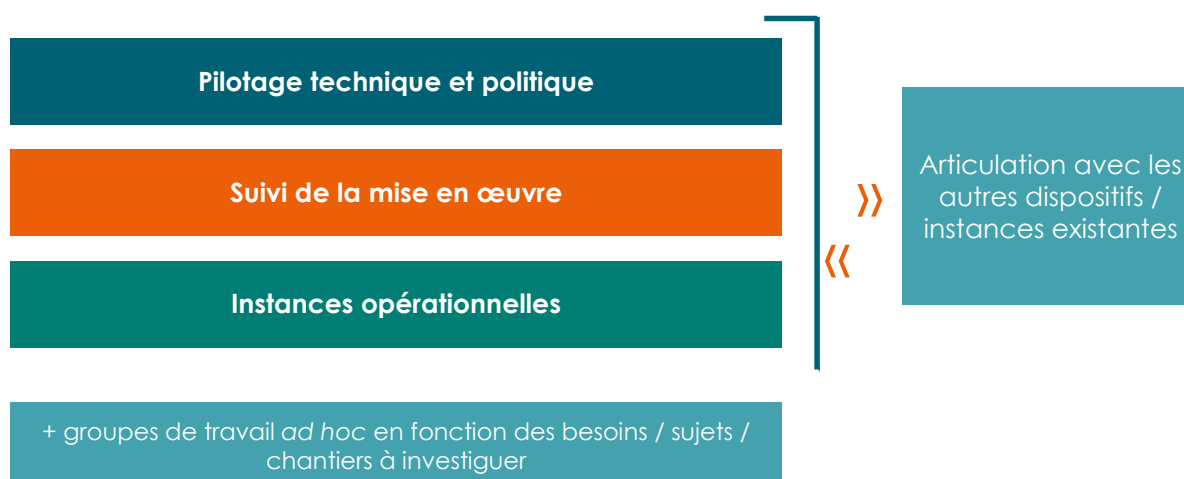 Pilotage technique et politique
Suivi de la mise en œuvre
Instances opérationnelles
+ groupes de travail ad hoc en fonction des besoins / sujets /
chantiers à investiguer
Articulation avec les
autres dispositifs /
instances existantes